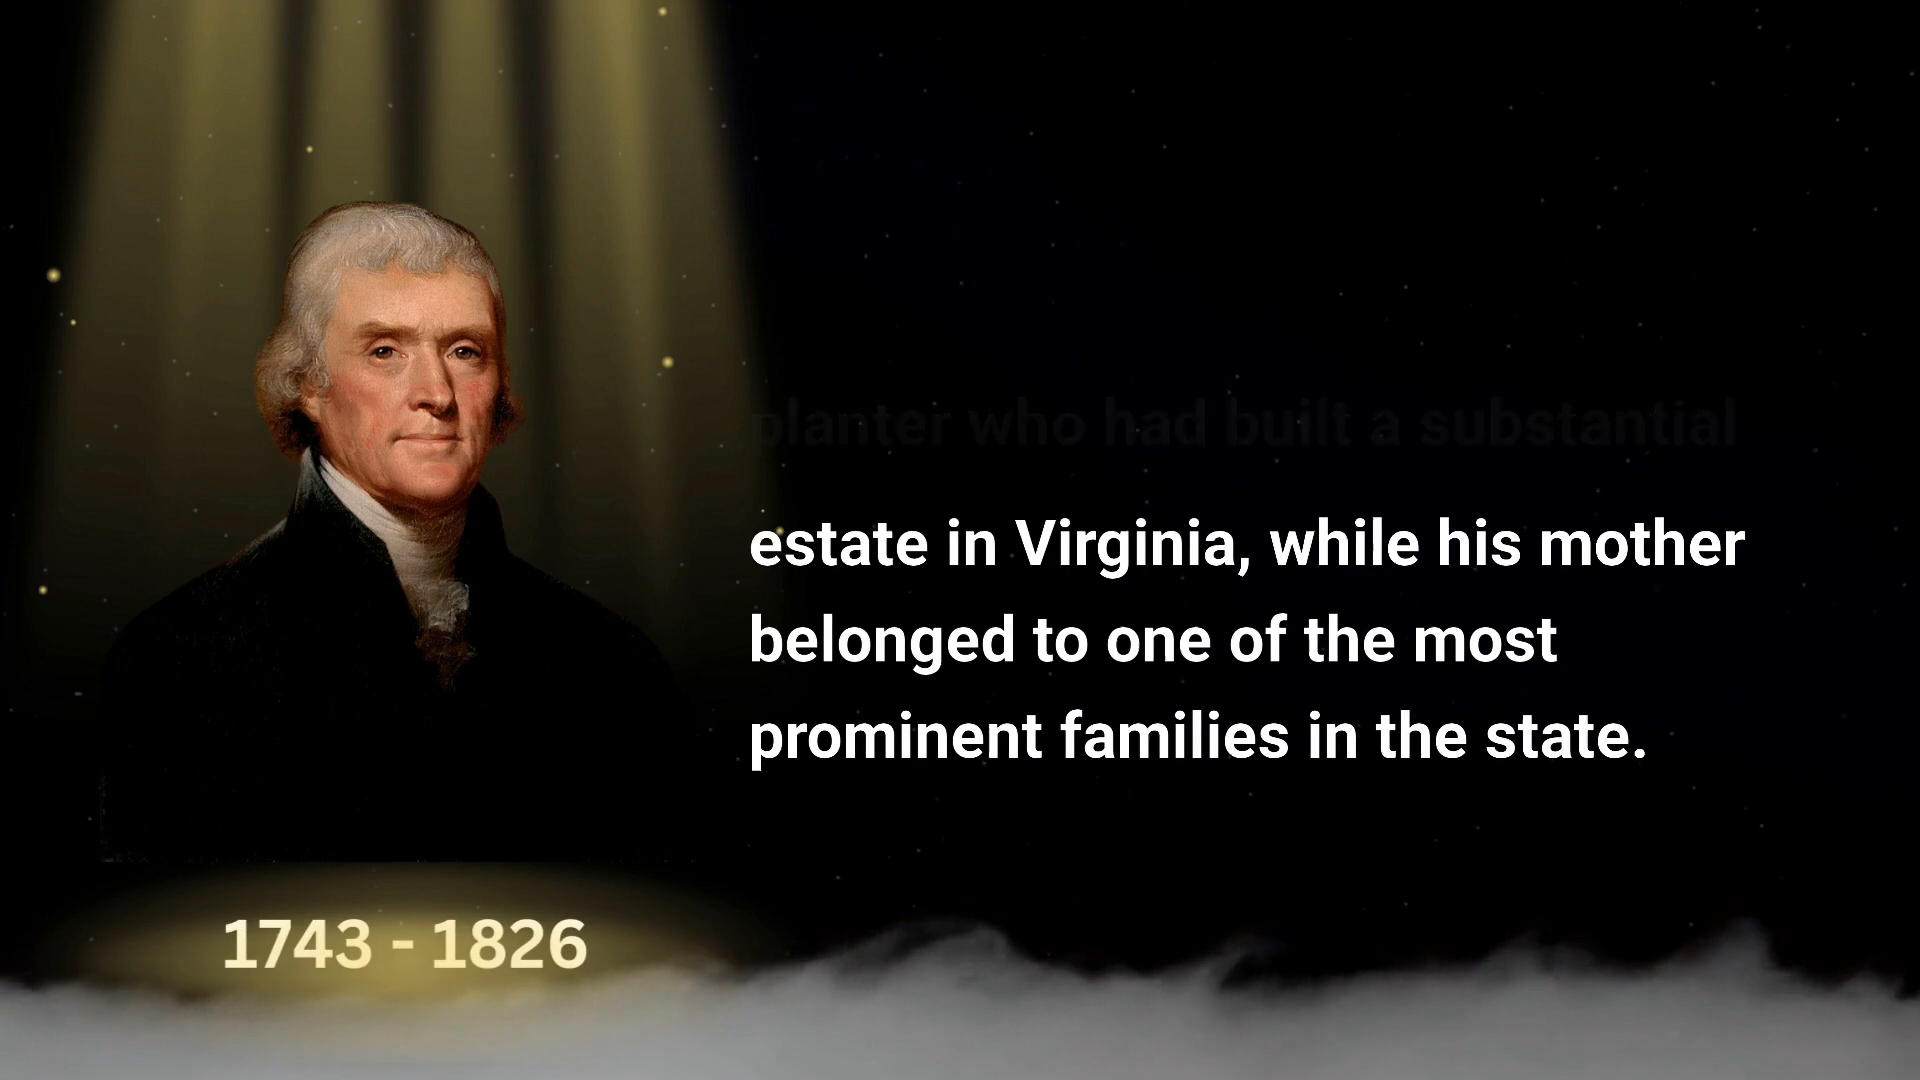 planter who had built a substantial
estate in Virginia, while his mother
belonged to one of the most
prominent families in the state.
1743 - 1826